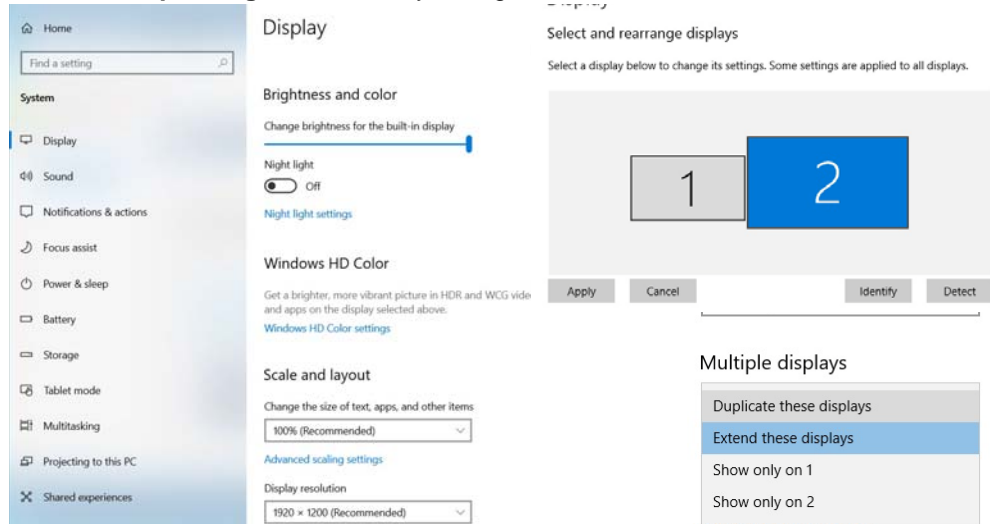 Home
Find a setting
System
Display
Sound
Notifications & actions
Focus assist
Power & sleep
Battery
Storage
Tablet mode
Multitasking
Projecting to this PC
Shared experiences
Display
Brightness and color
Change brightness for the built-in display
Night light
Off
Night light settings
Windows HD Color
Get a brighter, more vibrant picture in HDR and WCG vide
and apps on the display selected above.
Windows HD Color settings
Scale and layout
Change the size of text, apps, and other items
100% (Recommended)
Advanced scaling settings
Display resolution
1920 × 1200 (Recommended)
Select and rearrange displays
Select a display below to change its settings. Some settings are applied to all displays.
1
2
Apply Cancel Identify Detect
Multiple displays
Duplicate these displays
Extend these displays
Show only on 1
Show only on 2